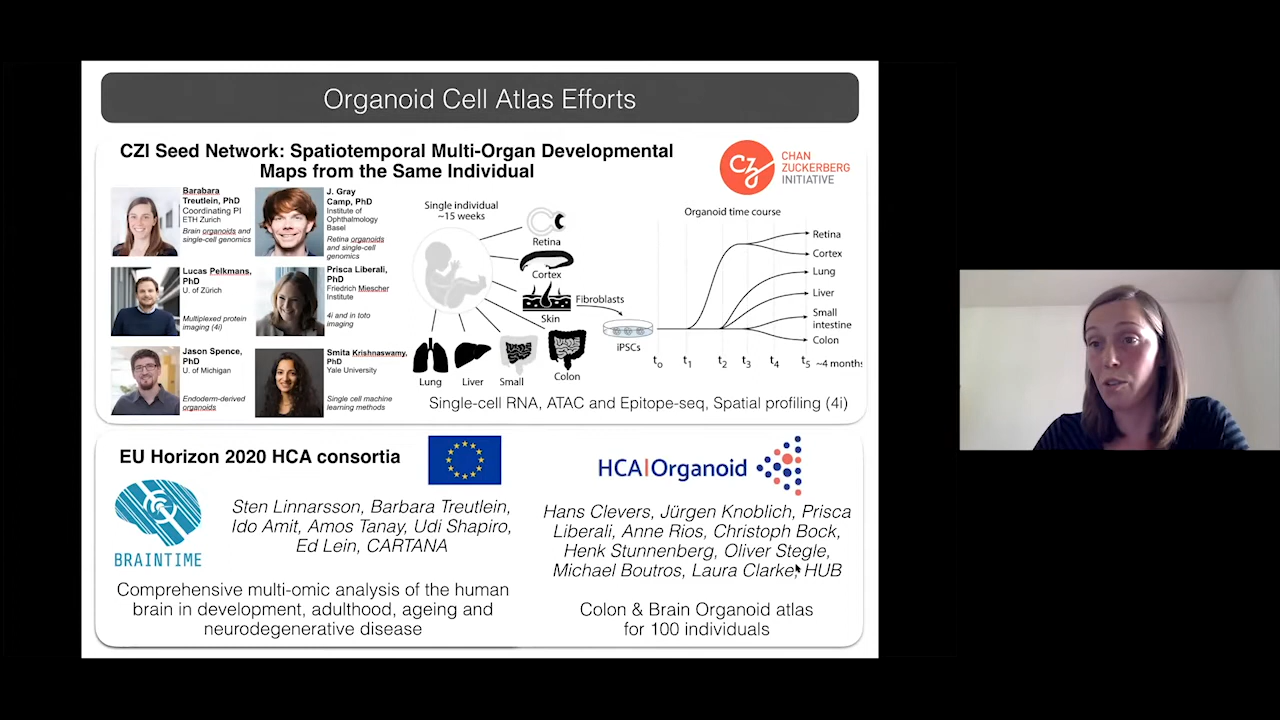 Organoid Cell Atlas Efforts
CZI Seed Network: Spatiotemporal Multi-Organ Developmental
Maps from the Same Individual
CHAN
ZUCKERBERG
INITIATIVE
Barabara
Treutlein, PhD
Coordinating PI
ETH Zurich
Brain organoids and
single-cell genomics
J. Gray
Camp, PhD
Institute of
Ophthalmology
Basel
Retina organoids
and single-cell
genomics
Lucas Pelkmans,
PhD
U. of Zürich
Multiplexed protein
imaging (4i)
Prisca Liberali,
PhD
Friedrich Miescher
Institute
4i and in toto
imaging
Jason Spence,
PhD
U. of Michigan
Endoderm-derived
organoids
Smita Krishnaswamy,
PhD
Yale University
Single cell machine
learning methods
Single individual
~15 weeks
Retina
Cortex
Skin
Fibroblasts
iPSCs
Lung
Liver
Small
Colon
Organoid time course
Retina
Cortex
Lung
Liver
Small
intestine
Colon
t0 t1 t2 t3 t4 t5 ~4 months
Single-cell RNA, ATAC and Epitope-seq, Spatial profiling (4i)
EU Horizon 2020 HCA consortia
BRAINTIME
Sten Linnarsson, Barbara Treutlein,
Ido Amit, Amos Tanay, Udi Shapiro,
Ed Lein, CARTANA
Comprehensive multi-omic analysis of the human
brain in development, adulthood, ageing and
neurodegenerative disease
HCA|Organoid
Hans Clevers, Jürgen Knoblich, Prisca
Liberali, Anne Rios, Christoph Bock,
Henk Stunnenberg, Oliver Stegle,
Michael Boutros, Laura Clarke, HUB
Colon & Brain Organoid atlas
for 100 individuals